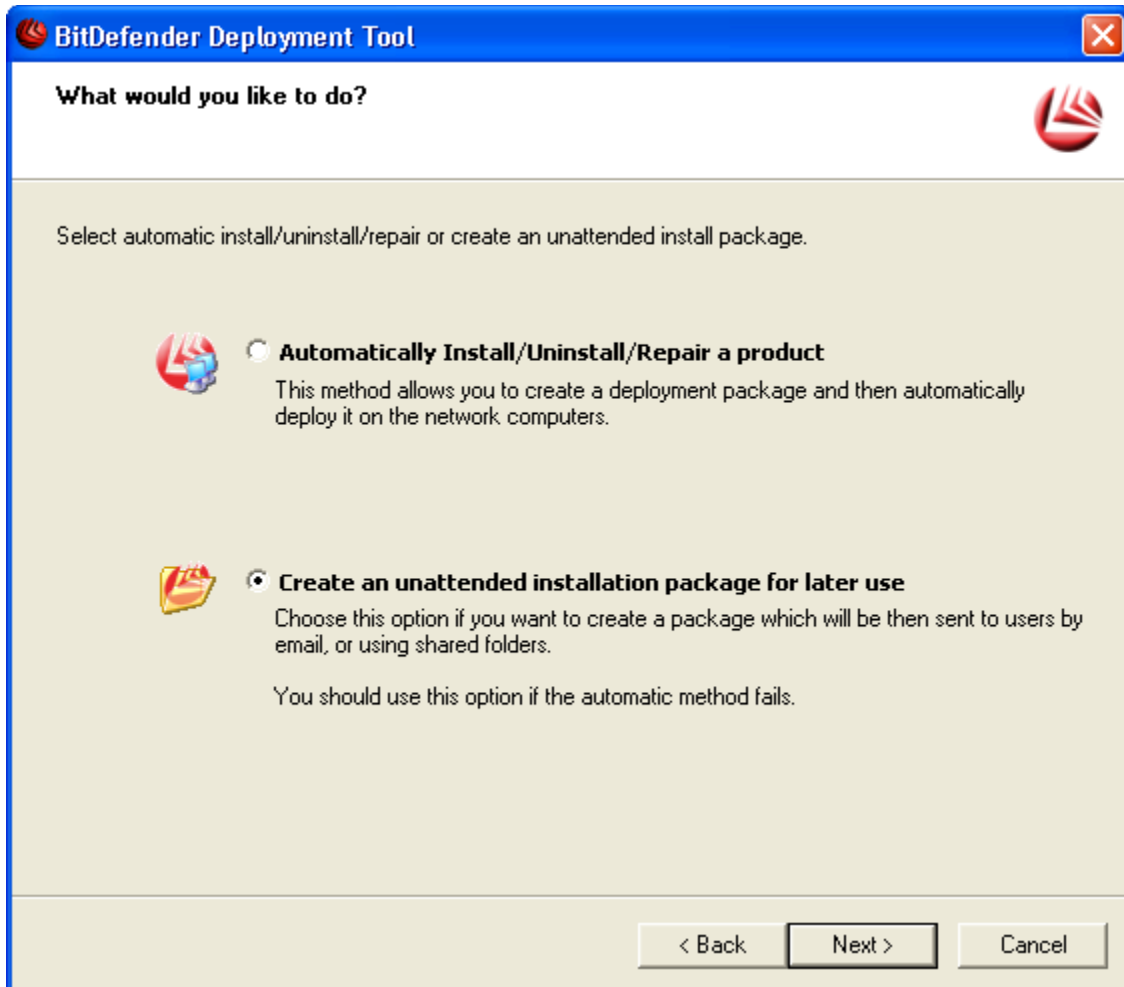 BitDefender Deployment Tool
What would you like to do?
Select automatic install/uninstall/repair or create an unattended install package.
Automatically Install/Uninstall/Repair a product
This method allows you to create a deployment package and then automatically
deploy it on the network computers.
Create an unattended installation package for later use
Choose this option if you want to create a package which will be then sent to users by
email, or using shared folders.
You should use this option if the automatic method fails.
< Back
Next >
Cancel